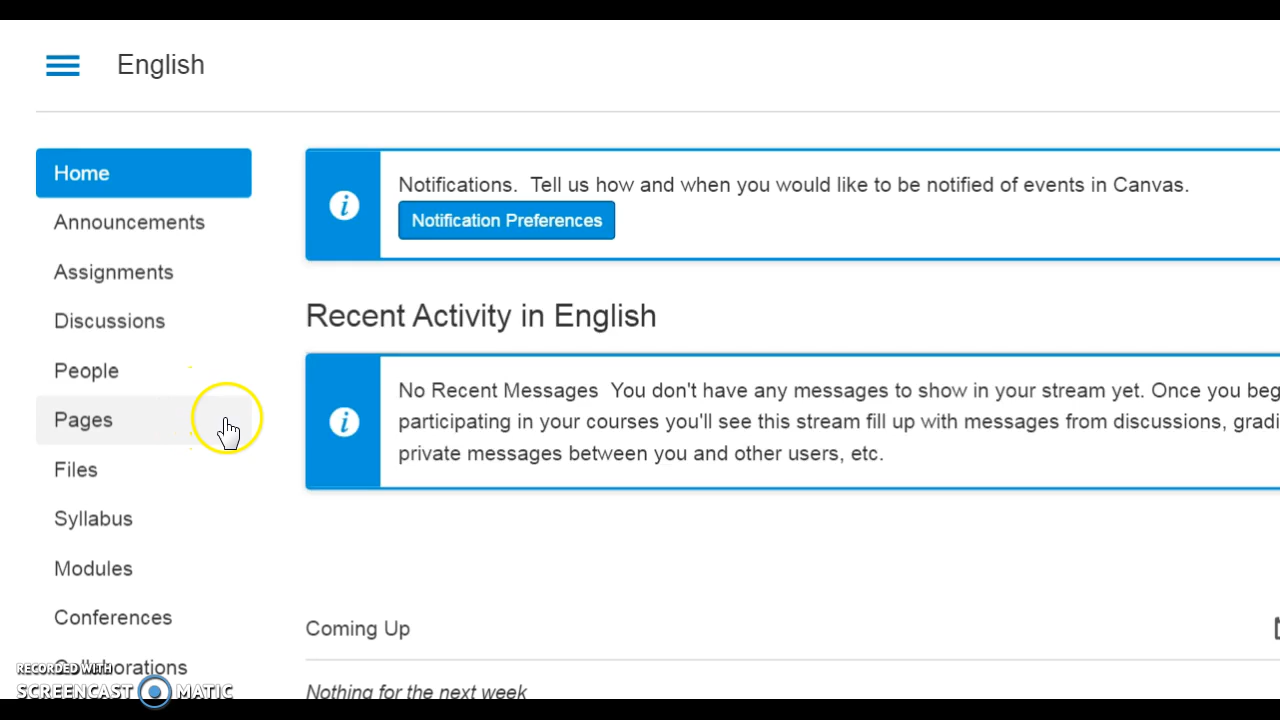 English
Home
Announcements
Assignments
Discussions
People
Pages
Files
Syllabus
Modules
Conferences
Collaborations
Notifications. Tell us how and when you would like to be notified of events in Canvas.
Notification Preferences
Recent Activity in English
No Recent Messages You don't have any messages to show in your stream yet. Once you beg
participating in your courses you'll see this stream fill up with messages from discussions, gradi
private messages between you and other users, etc.
Coming Up
Nothing for the next week
RECORDED WITH
SCREENCAST MATIC